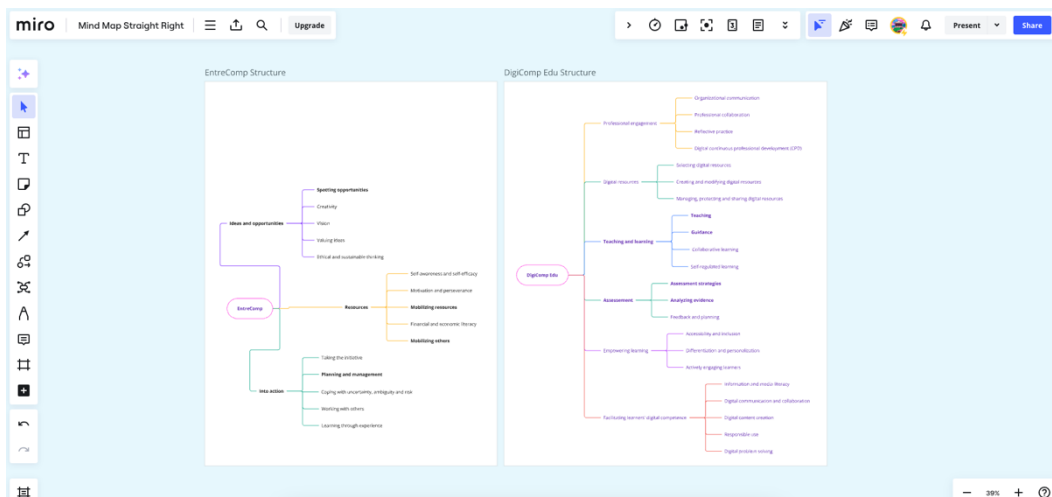 miro
Mind Map Straight Right
Upgrade
3
Present
Share
EntreComp Structure
DigiComp Edu Structure
EntreComp
Ideas and opportunities
Spotting opportunities
Creativity
Vision
Valuing Ideas
Ethical and sustainable thinking
Resources
Self-awareness and self-efficacy
Motivation and perseverance
Mobilizing resources
Financial and economic literacy
Mobilizing others
Into Action
Taking the initiative
Planning and management
Coping with uncertainty, ambiguity and risk
Working with others
Learning through experience
DigiComp Edu
Professional engagement
Organizational communication
Professional collaboration
Reflective practice
Digital continuous professional development (CPD)
Digital resources
Selecting digital resources
Creating and modifying digital resources
Managing, protecting and sharing digital resources
Teaching and learning
Teaching
Guidance
Collaborative learning
Self-regulated learning
Assessment
Assessment strategies
Analyzing evidence
Feedback and planning
Empowering learning
Accessibility and inclusion
Differentiation and personalization
Actively engaging learners
Facilitating learners' digital competence
Information and media literacy
Digital communication and collaboration
Digital content creation
Responsible use
Digital problem solving
39%